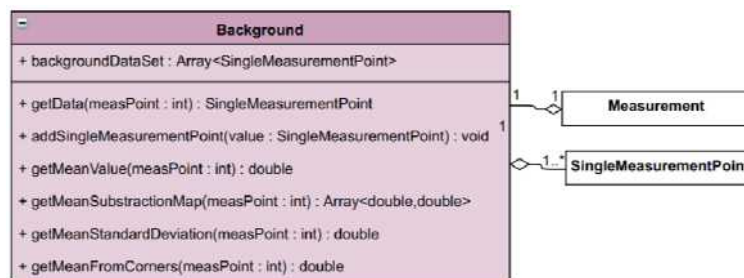 Background
+ backgroundDataSet : Array<SingleMeasurementPoint>
+ getData(measPoint : int) : SingleMeasurementPoint
+ addSingleMeasurementPoint(value : SingleMeasurementPoint) : void
+ getMeanValue(measPoint : int) : double
+ getMeanSubstractionMap(measPoint : int) : Array<double,double>
+ getMeanStandardDeviation(measPoint : int) : double
+ getMeanFromCorners(measPoint : int) : double
1 1
Measurement
1
1..*
SingleMeasurementPoin